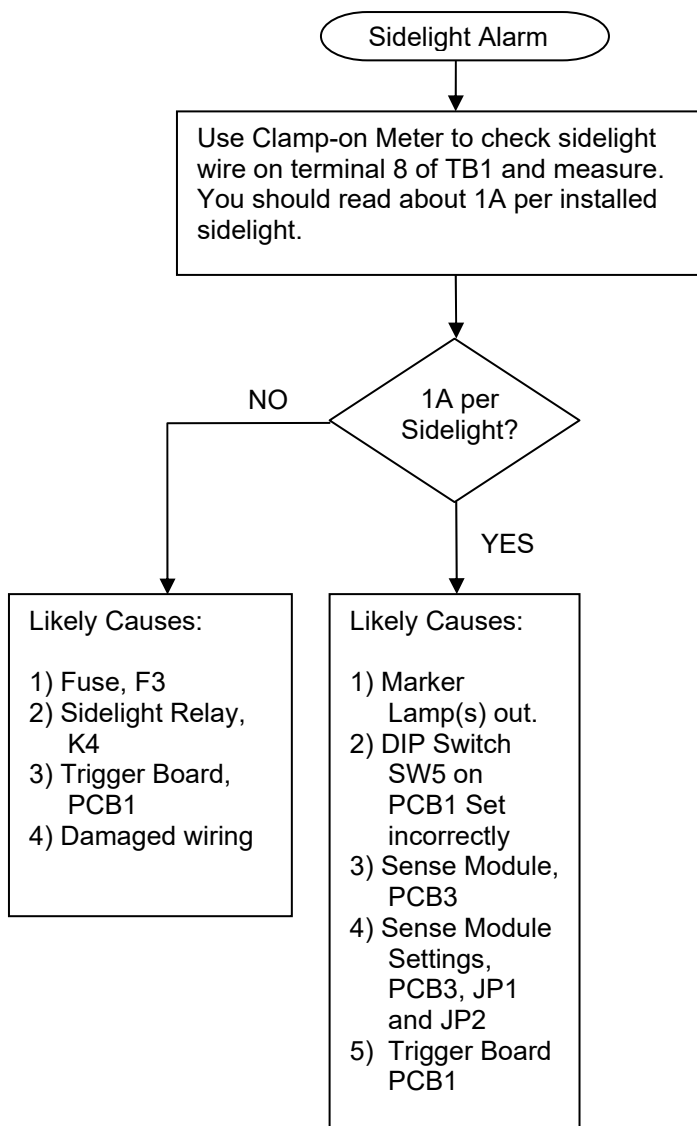 Sidelight Alarm
Use Clamp-on Meter to check sidelight
wire on terminal 8 of TB1 and measure.
You should read about 1A per installed
sidelight.
1A per
Sidelight?
NO
YES
Likely Causes:
1) Fuse, F3
2) Sidelight Relay,
K4
3) Trigger Board,
PCB1
4) Damaged wiring
Likely Causes:
1) Marker
Lamp(s) out.
2) DIP Switch
SW5 on
PCB1 Set
incorrectly
3) Sense Module,
PCB3
4) Sense Module
Settings,
PCB3, JP1
and JP2
5) Trigger Board
PCB1